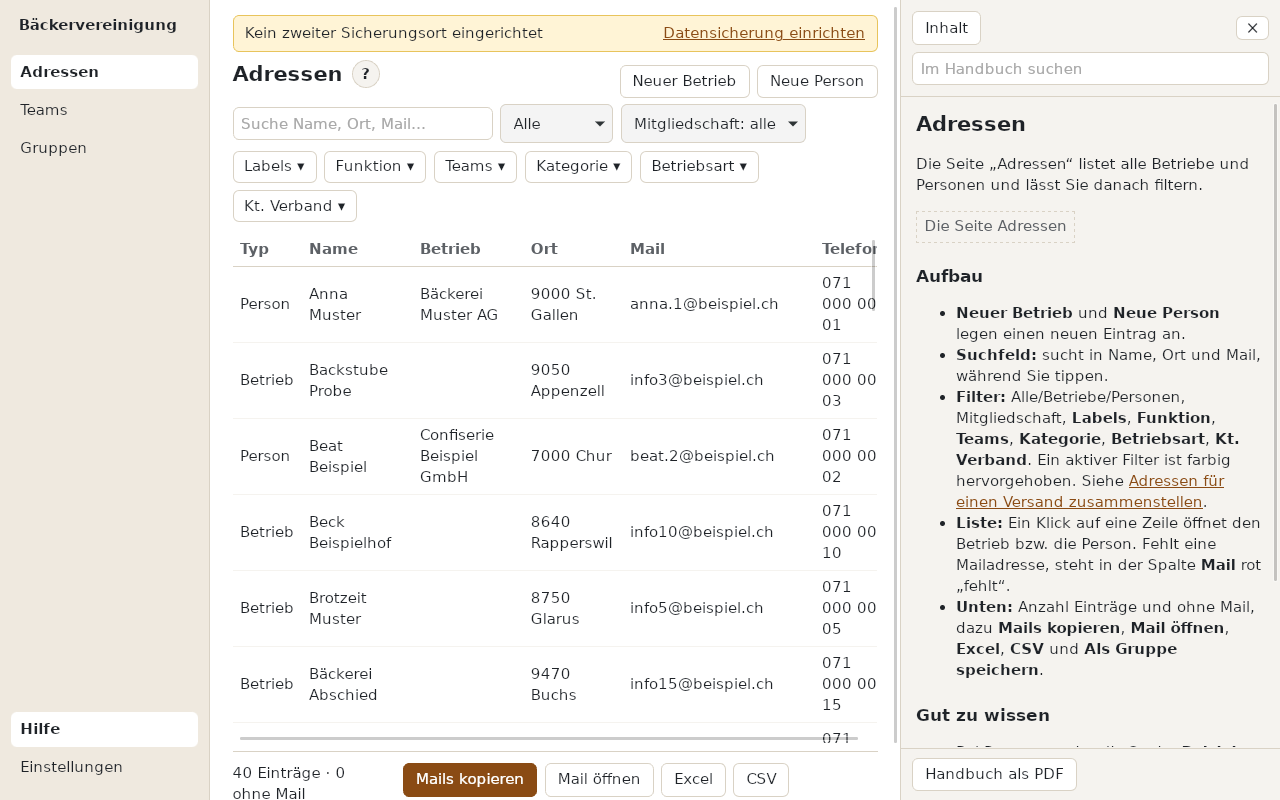 Bäckervereinigung
Adressen
Teams
Gruppen
Hilfe
Einstellungen
Kein zweiter Sicherungsort eingerichtet
Datensicherung einrichten
Adressen ?
Neuer Betrieb
Neue Person
Suche Name, Ort, Mail...
Alle
Mitgliedschaft: alle
Labels ▾
Funktion ▾
Teams ▾
Kategorie ▾
Betriebsart ▾
Kt. Verband ▾
Typ Name Betrieb Ort Mail Telefon
Person Anna Muster Bäckerei Muster AG 9000 St. Gallen anna.1@beispiel.ch 071 000 00 01
Betrieb Backstube Probe 9050 Appenzell info3@beispiel.ch 071 000 00 03
Person Beat Beispiel Confiserie Beispiel GmbH 7000 Chur beat.2@beispiel.ch 071 000 00 02
Betrieb Beck Beispielhof 8640 Rapperswil info10@beispiel.ch 071 000 00 10
Betrieb Brotzeit Muster 8750 Glarus info5@beispiel.ch 071 000 00 05
Betrieb Bäckerei Abschied 9470 Buchs info15@beispiel.ch 071 000 00 15
071
40 Einträge · 0
ohne Mail
Mails kopieren
Mail öffnen
Excel
CSV
Inhalt
×
Im Handbuch suchen
Adressen
Die Seite „Adressen“ listet alle Betriebe und
Personen und lässt Sie danach filtern.
Die Seite Adressen
Aufbau
• Neuer Betrieb und Neue Person
legen einen neuen Eintrag an.
• Suchfeld: sucht in Name, Ort und Mail,
während Sie tippen.
• Filter: Alle/Betriebe/Personen,
Mitgliedschaft, Labels, Funktion,
Teams, Kategorie, Betriebsart, Kt.
Verband. Ein aktiver Filter ist farbig
hervorgehoben. Siehe Adressen für
einen Versand zusammenstellen.
• Liste: Ein Klick auf eine Zeile öffnet den
Betrieb bzw. die Person. Fehlt eine
Mailadresse, steht in der Spalte Mail rot
„fehlt“.
• Unten: Anzahl Einträge und ohne Mail,
dazu Mails kopieren, Mail öffnen,
Excel, CSV und Als Gruppe
speichern.
Gut zu wissen
Handbuch als PDF